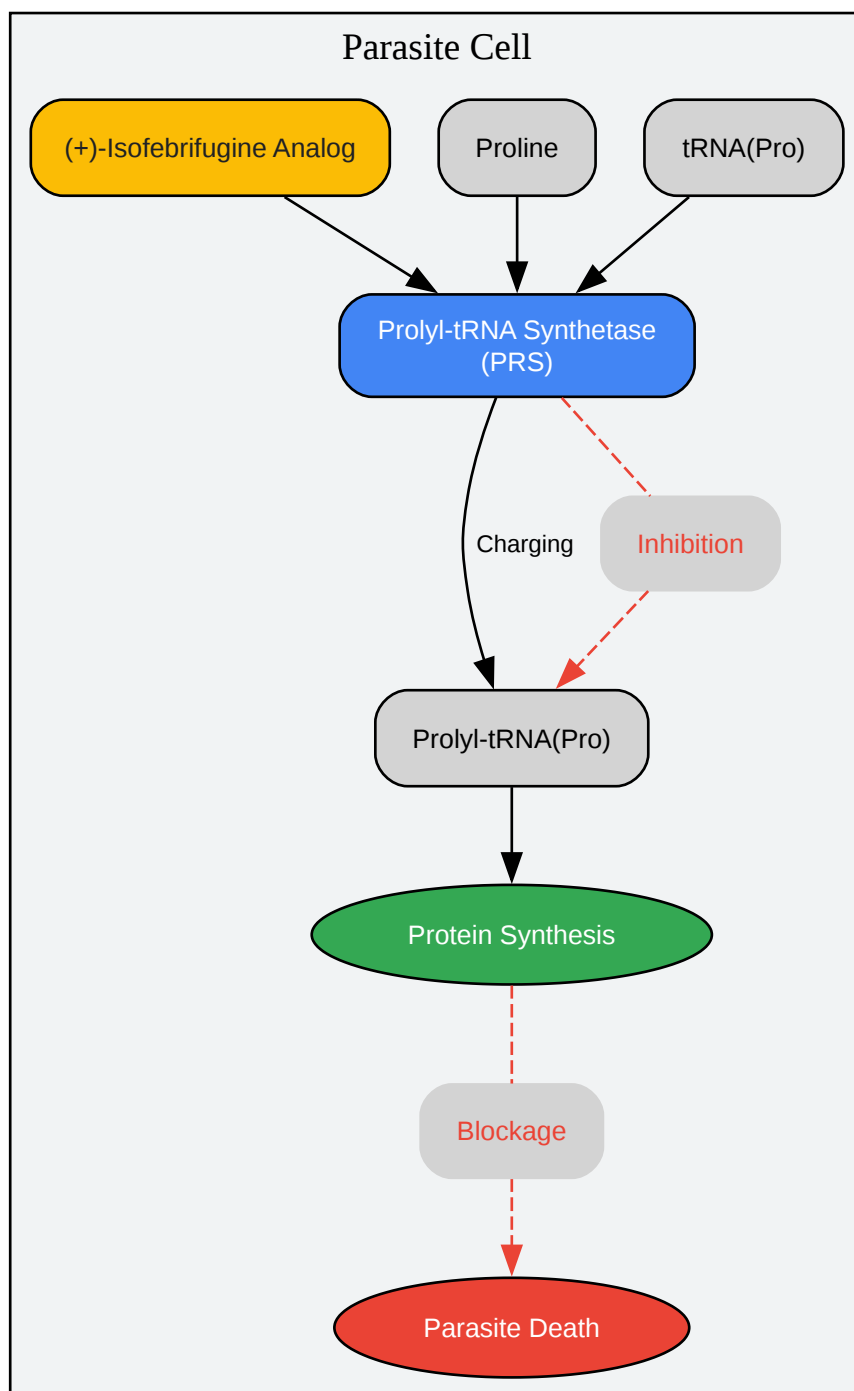 Parasite Cell
(+)-Isofebrifugine Analog
Proline
tRNA(Pro)
Prolyl-tRNA Synthetase
(PRS)
Charging
Inhibition
Prolyl-tRNA(Pro)
Protein Synthesis
Blockage
Parasite Death